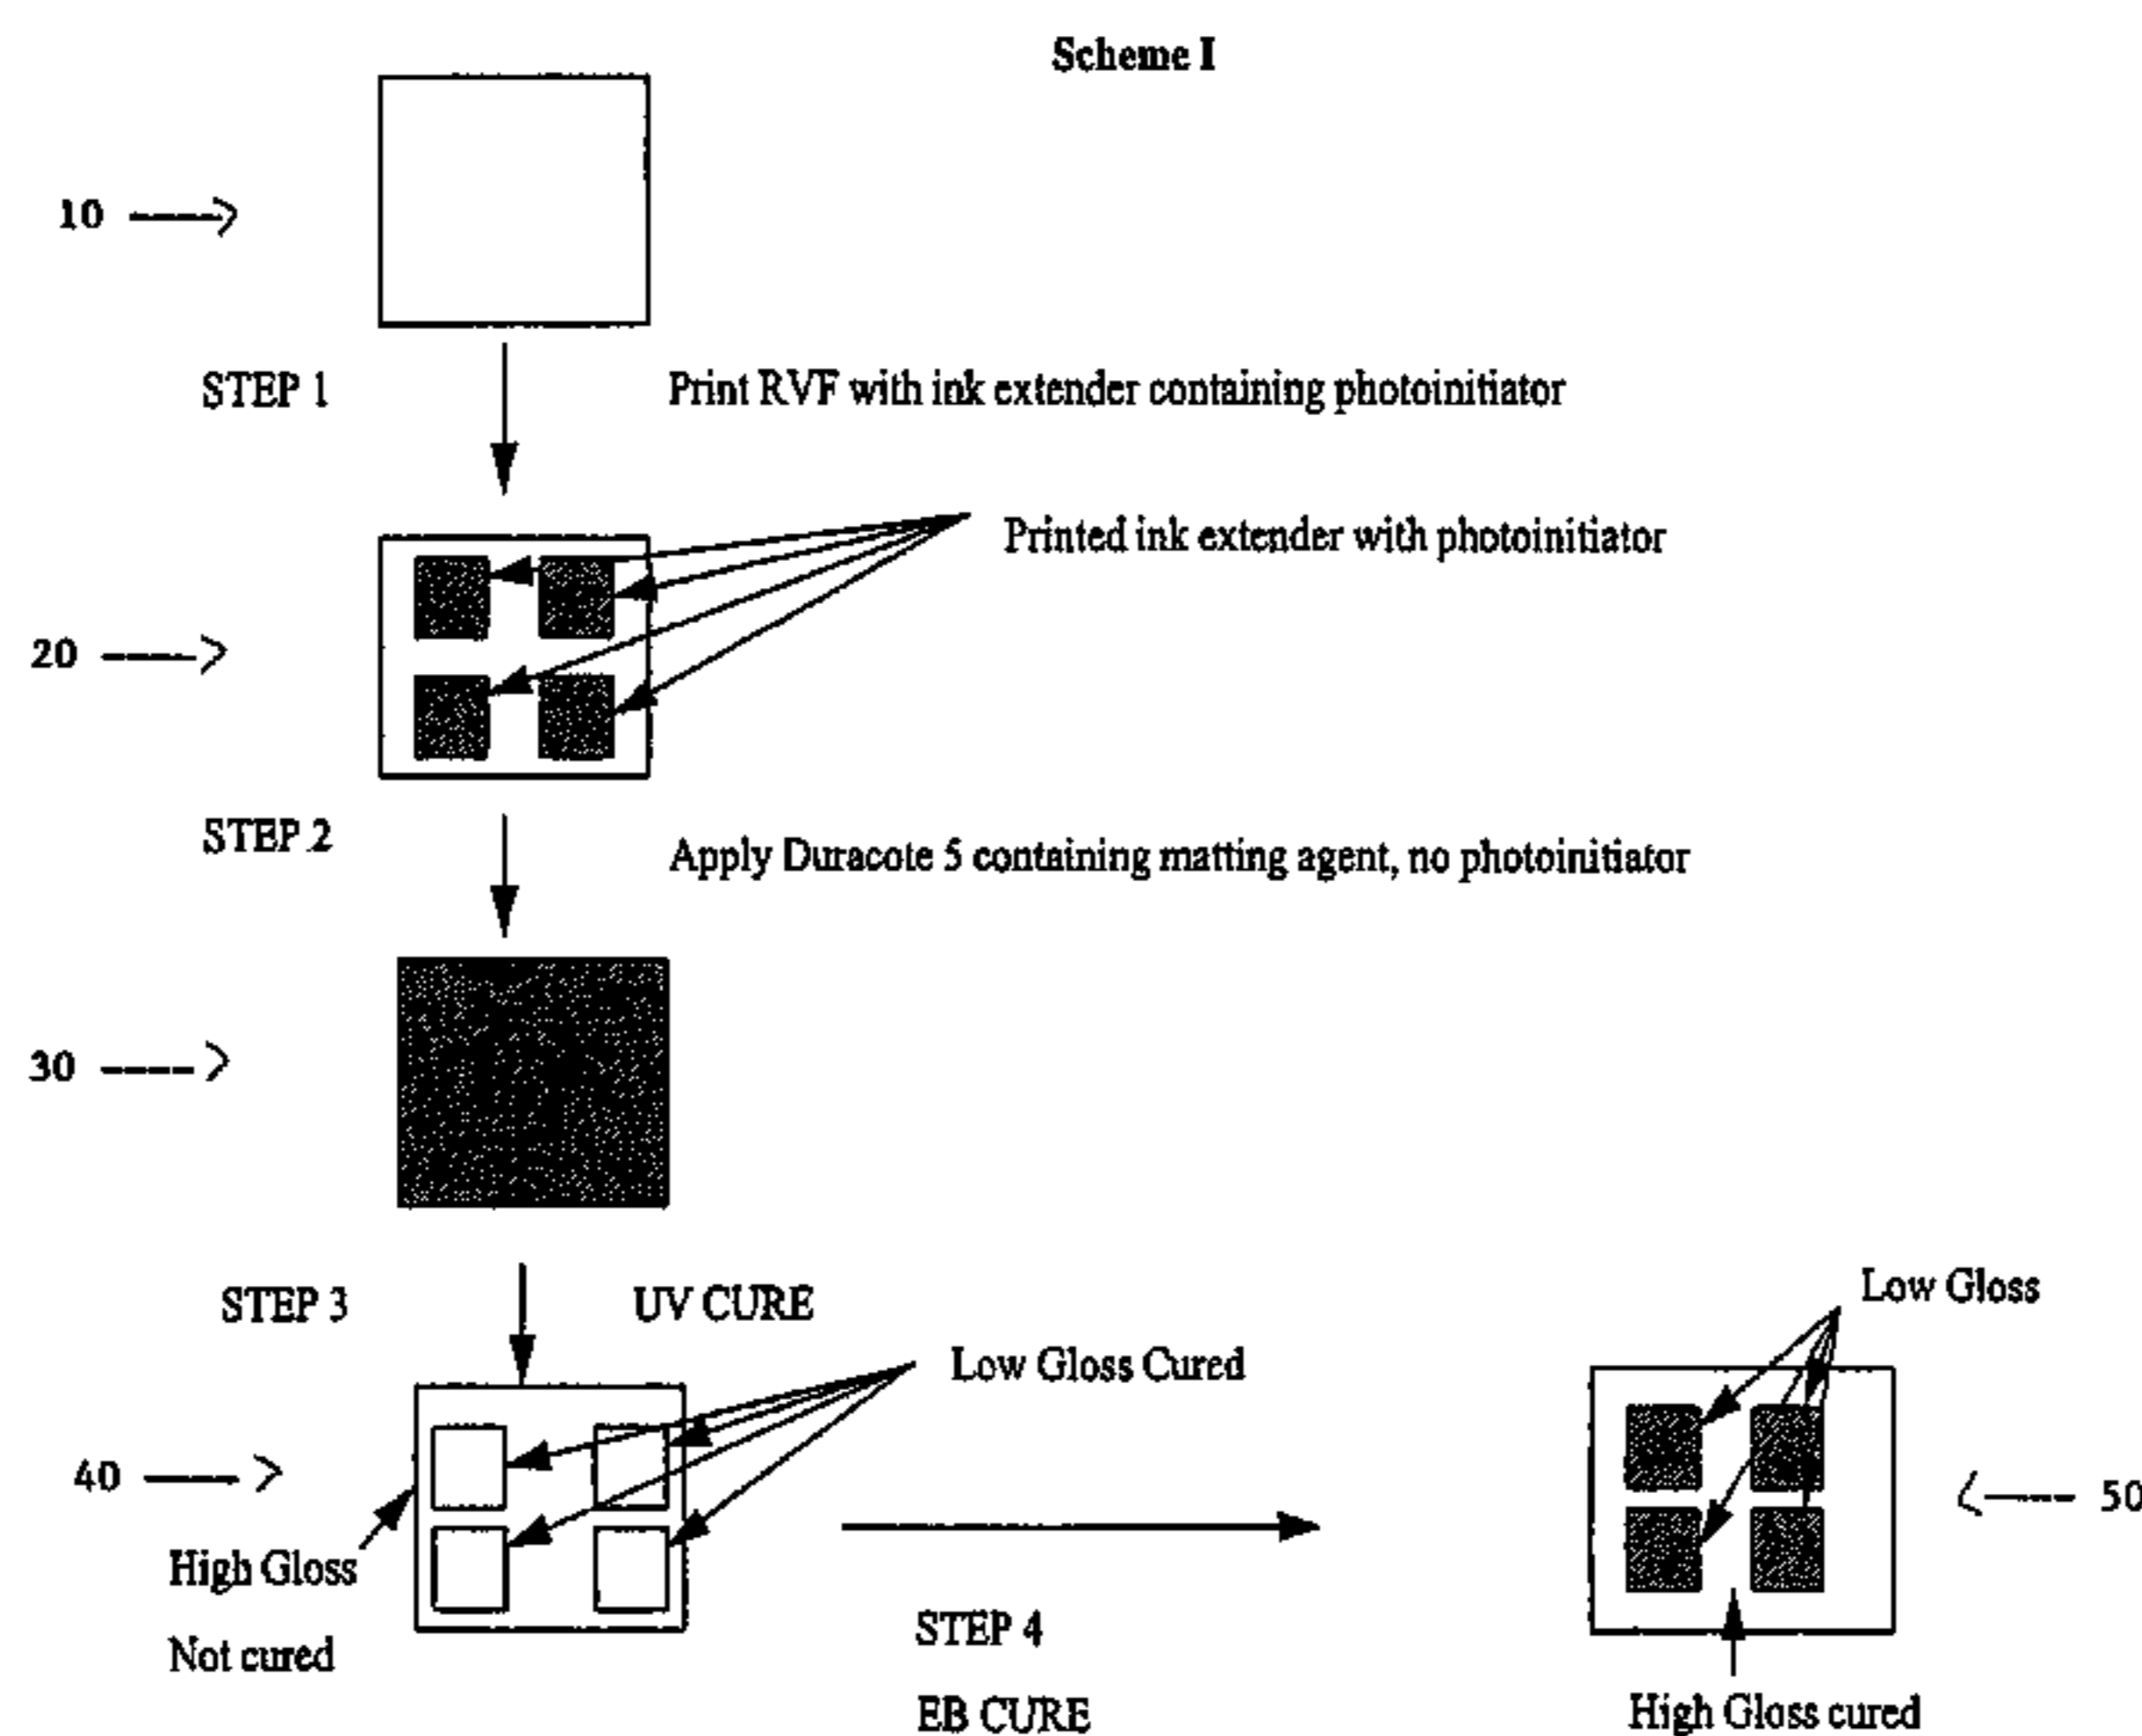 Scheme I
10
STEP 1
Print RVF with ink extender containing photoinitiator
Printed ink extender with photoinitiator
20
STEP 2
Apply Duracote 5 containing matting agent, no photoinitiator
30
STEP 3
UV CURE
Low Gloss
Low Gloss Cured
40
50
High Gloss
Not cured
STEP 4
EB CURE
High Gloss cured